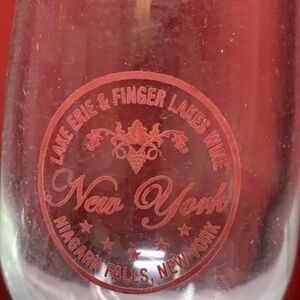 LAKE ERIE & FINGER LAKES WINE
New York
NIAGARA FALLS, NEW YORK